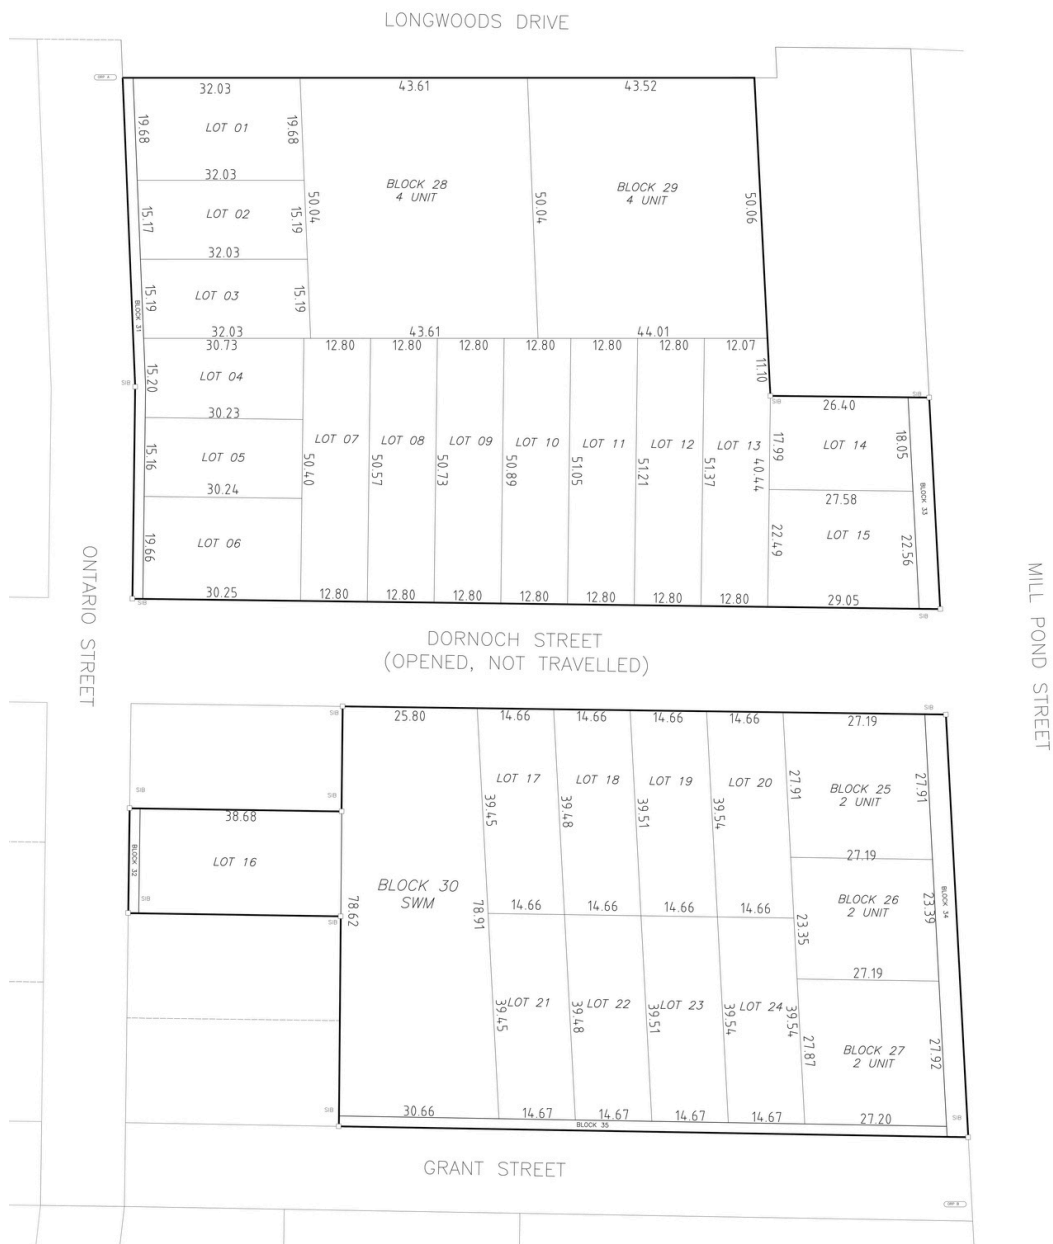 LONGWOODS DRIVE
32.03
43.61
43.52
19.68
LOT 01
19.68
32.03
BLOCK 28
4 UNIT
BLOCK 29
4 UNIT
15.17
LOT 02
15.19
50.04
50.04
50.06
32.03
15.19
LOT 03
15.19
BLOCK 31
32.03
43.61
44.01
30.73
12.80
12.80
12.80
12.80
12.80
12.80
12.07
11.10
15.20
LOT 04
SIB
SIB
SIB
26.40
30.23
LOT 07
LOT 08
LOT 09
LOT 10
LOT 11
LOT 12
LOT 13
17.99
LOT 14
18.05
15.16
LOT 05
50.40
50.57
50.73
50.89
51.05
51.21
51.37
40.44
30.24
27.58
BLOCK 33
19.66
LOT 06
22.49
LOT 15
22.56
30.25
12.80
12.80
12.80
12.80
12.80
12.80
12.80
29.05
SIB
SIB
ONTARIO STREET
DORNOCH STREET
(OPENED, NOT TRAVELLED)
MILL POND STREET
SIB
25.80
14.66
14.66
14.66
14.66
27.19
SIB
LOT 17
LOT 18
LOT 19
LOT 20
27.91
BLOCK 25
2 UNIT
27.91
SIB
SIB
39.45
39.48
39.51
39.54
38.68
BLOCK 32
LOT 16
27.19
SIB
BLOCK 30
SWM
78.62
78.91
14.66
14.66
14.66
14.66
23.35
BLOCK 26
2 UNIT
23.39
BLOCK 34
SIB
27.19
39.45
LOT 21
39.48
LOT 22
39.51
LOT 23
39.54
LOT 24
39.54
27.87
BLOCK 27
2 UNIT
27.92
SIB
30.66
14.67
14.67
14.67
14.67
27.20
SIB
BLOCK 35
GRANT STREET